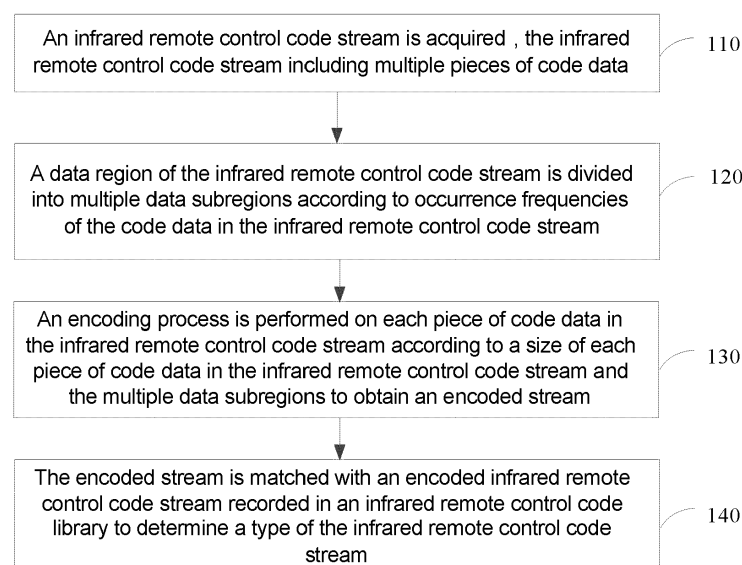 An infrared remote control code stream is acquired , the infrared
remote control code stream including multiple pieces of code data
110
A data region of the infrared remote control code stream is divided
into multiple data subregions according to occurrence frequencies
of the code data in the infrared remote control code stream
120
An encoding process is performed on each piece of code data in
the infrared remote control code stream according to a size of each
piece of code data in the infrared remote control code stream and
the multiple data subregions to obtain an encoded stream
130
The encoded stream is matched with an encoded infrared remote
control code stream recorded in an infrared remote control code
library to determine a type of the infrared remote control code
stream
140